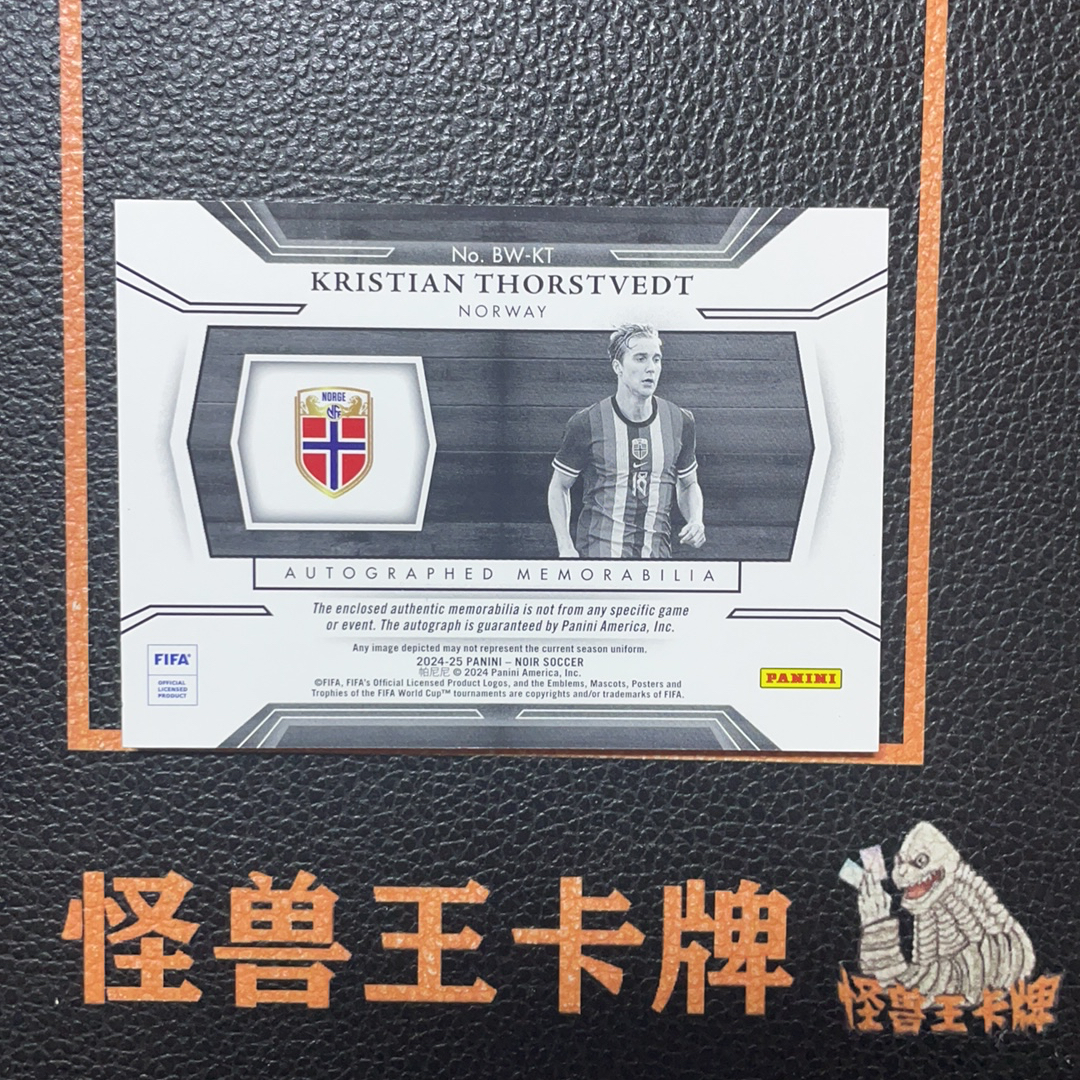 No. BW-KT
KRISTIAN THORSTVEDT
NORWAY
NORGE
NFF
18
AUTOGRAPHED MEMORABILIA
The enclosed authentic memorabilia is not from any specific game
or event. The autograph is guaranteed by Panini America, Inc.
Any image depicted may not represent the current season uniform.
2024-25 PANINI – NOIR SOCCER
帕尼尼 © 2024 Panini America, Inc.
©FIFA, FIFA's Official Licensed Product Logos, and the Emblems, Mascots, Posters and
Trophies of the FIFA World Cup™ tournaments are copyrights and/or trademarks of FIFA.
FIFA®
OFFICIAL
LICENSED
PRODUCT
PANINI
怪兽王卡牌
怪兽王卡牌